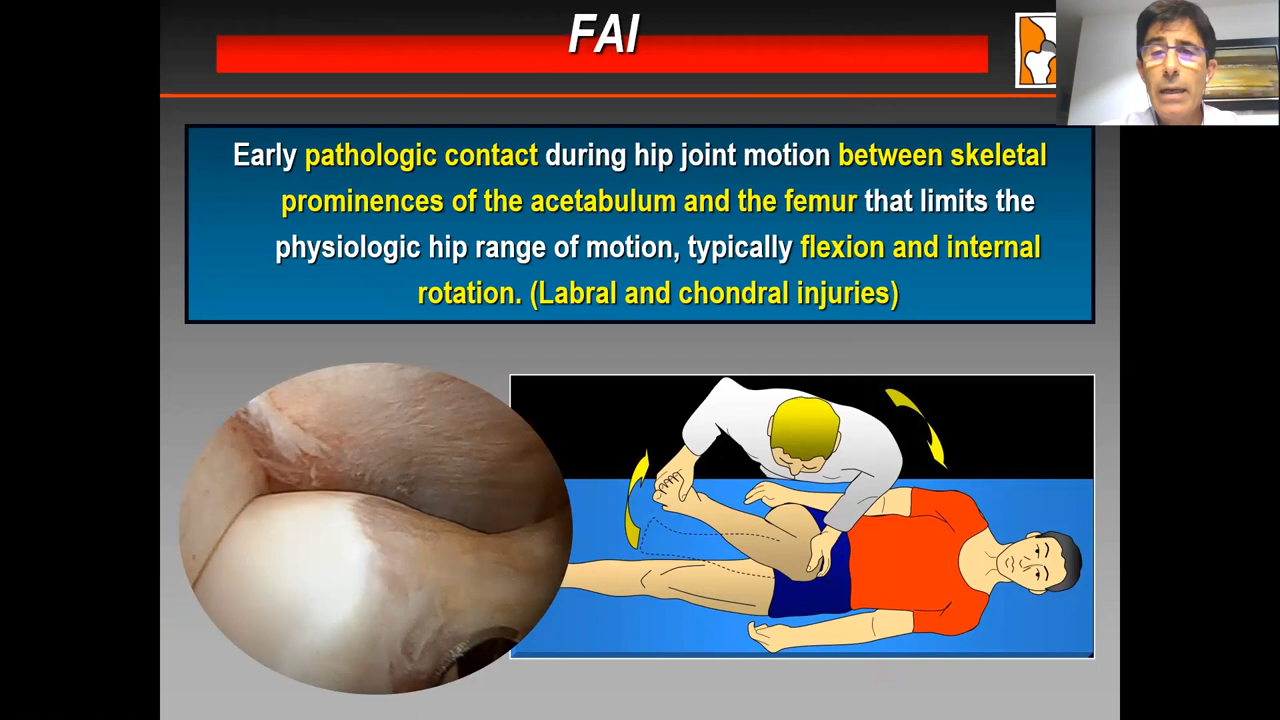 FAI
Early pathologic contact during hip joint motion between skeletal
prominences of the acetabulum and the femur that limits the
physiologic hip range of motion, typically flexion and internal
rotation. (Labral and chondral injuries)